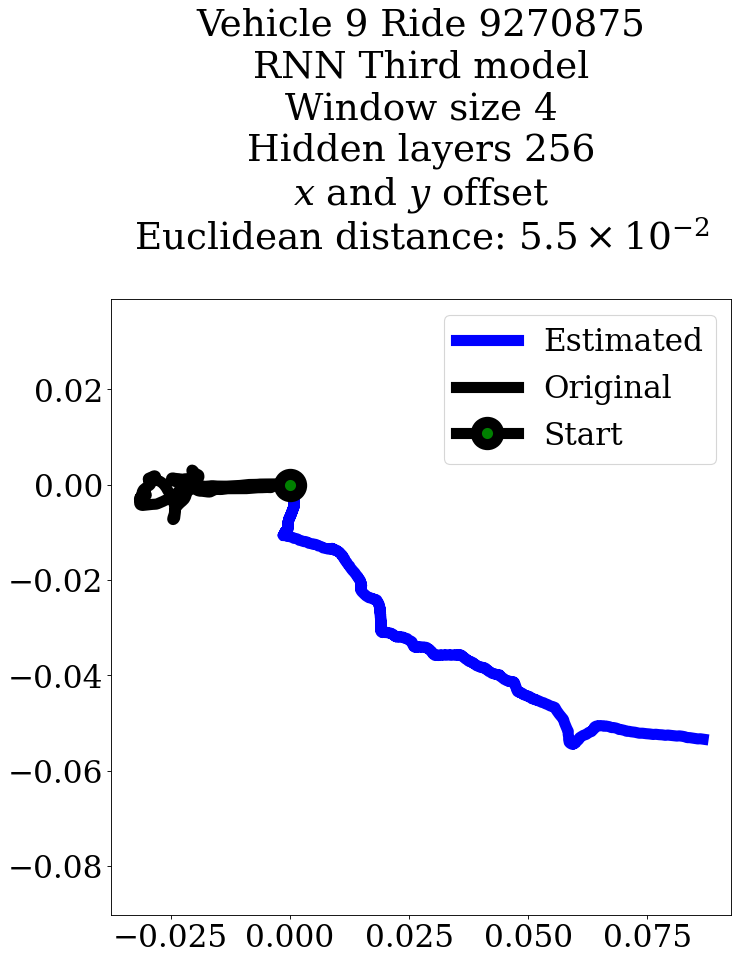 Vehicle 9 Ride 9270875
RNN Third model
Window size 4
Hidden layers 256
x and y offset
Euclidean distance: 5.5 × 10⁻²
Estimated
Original
Start
0.02
0.00
−0.02
−0.04
−0.06
−0.08
−0.025 0.000 0.025 0.050 0.075